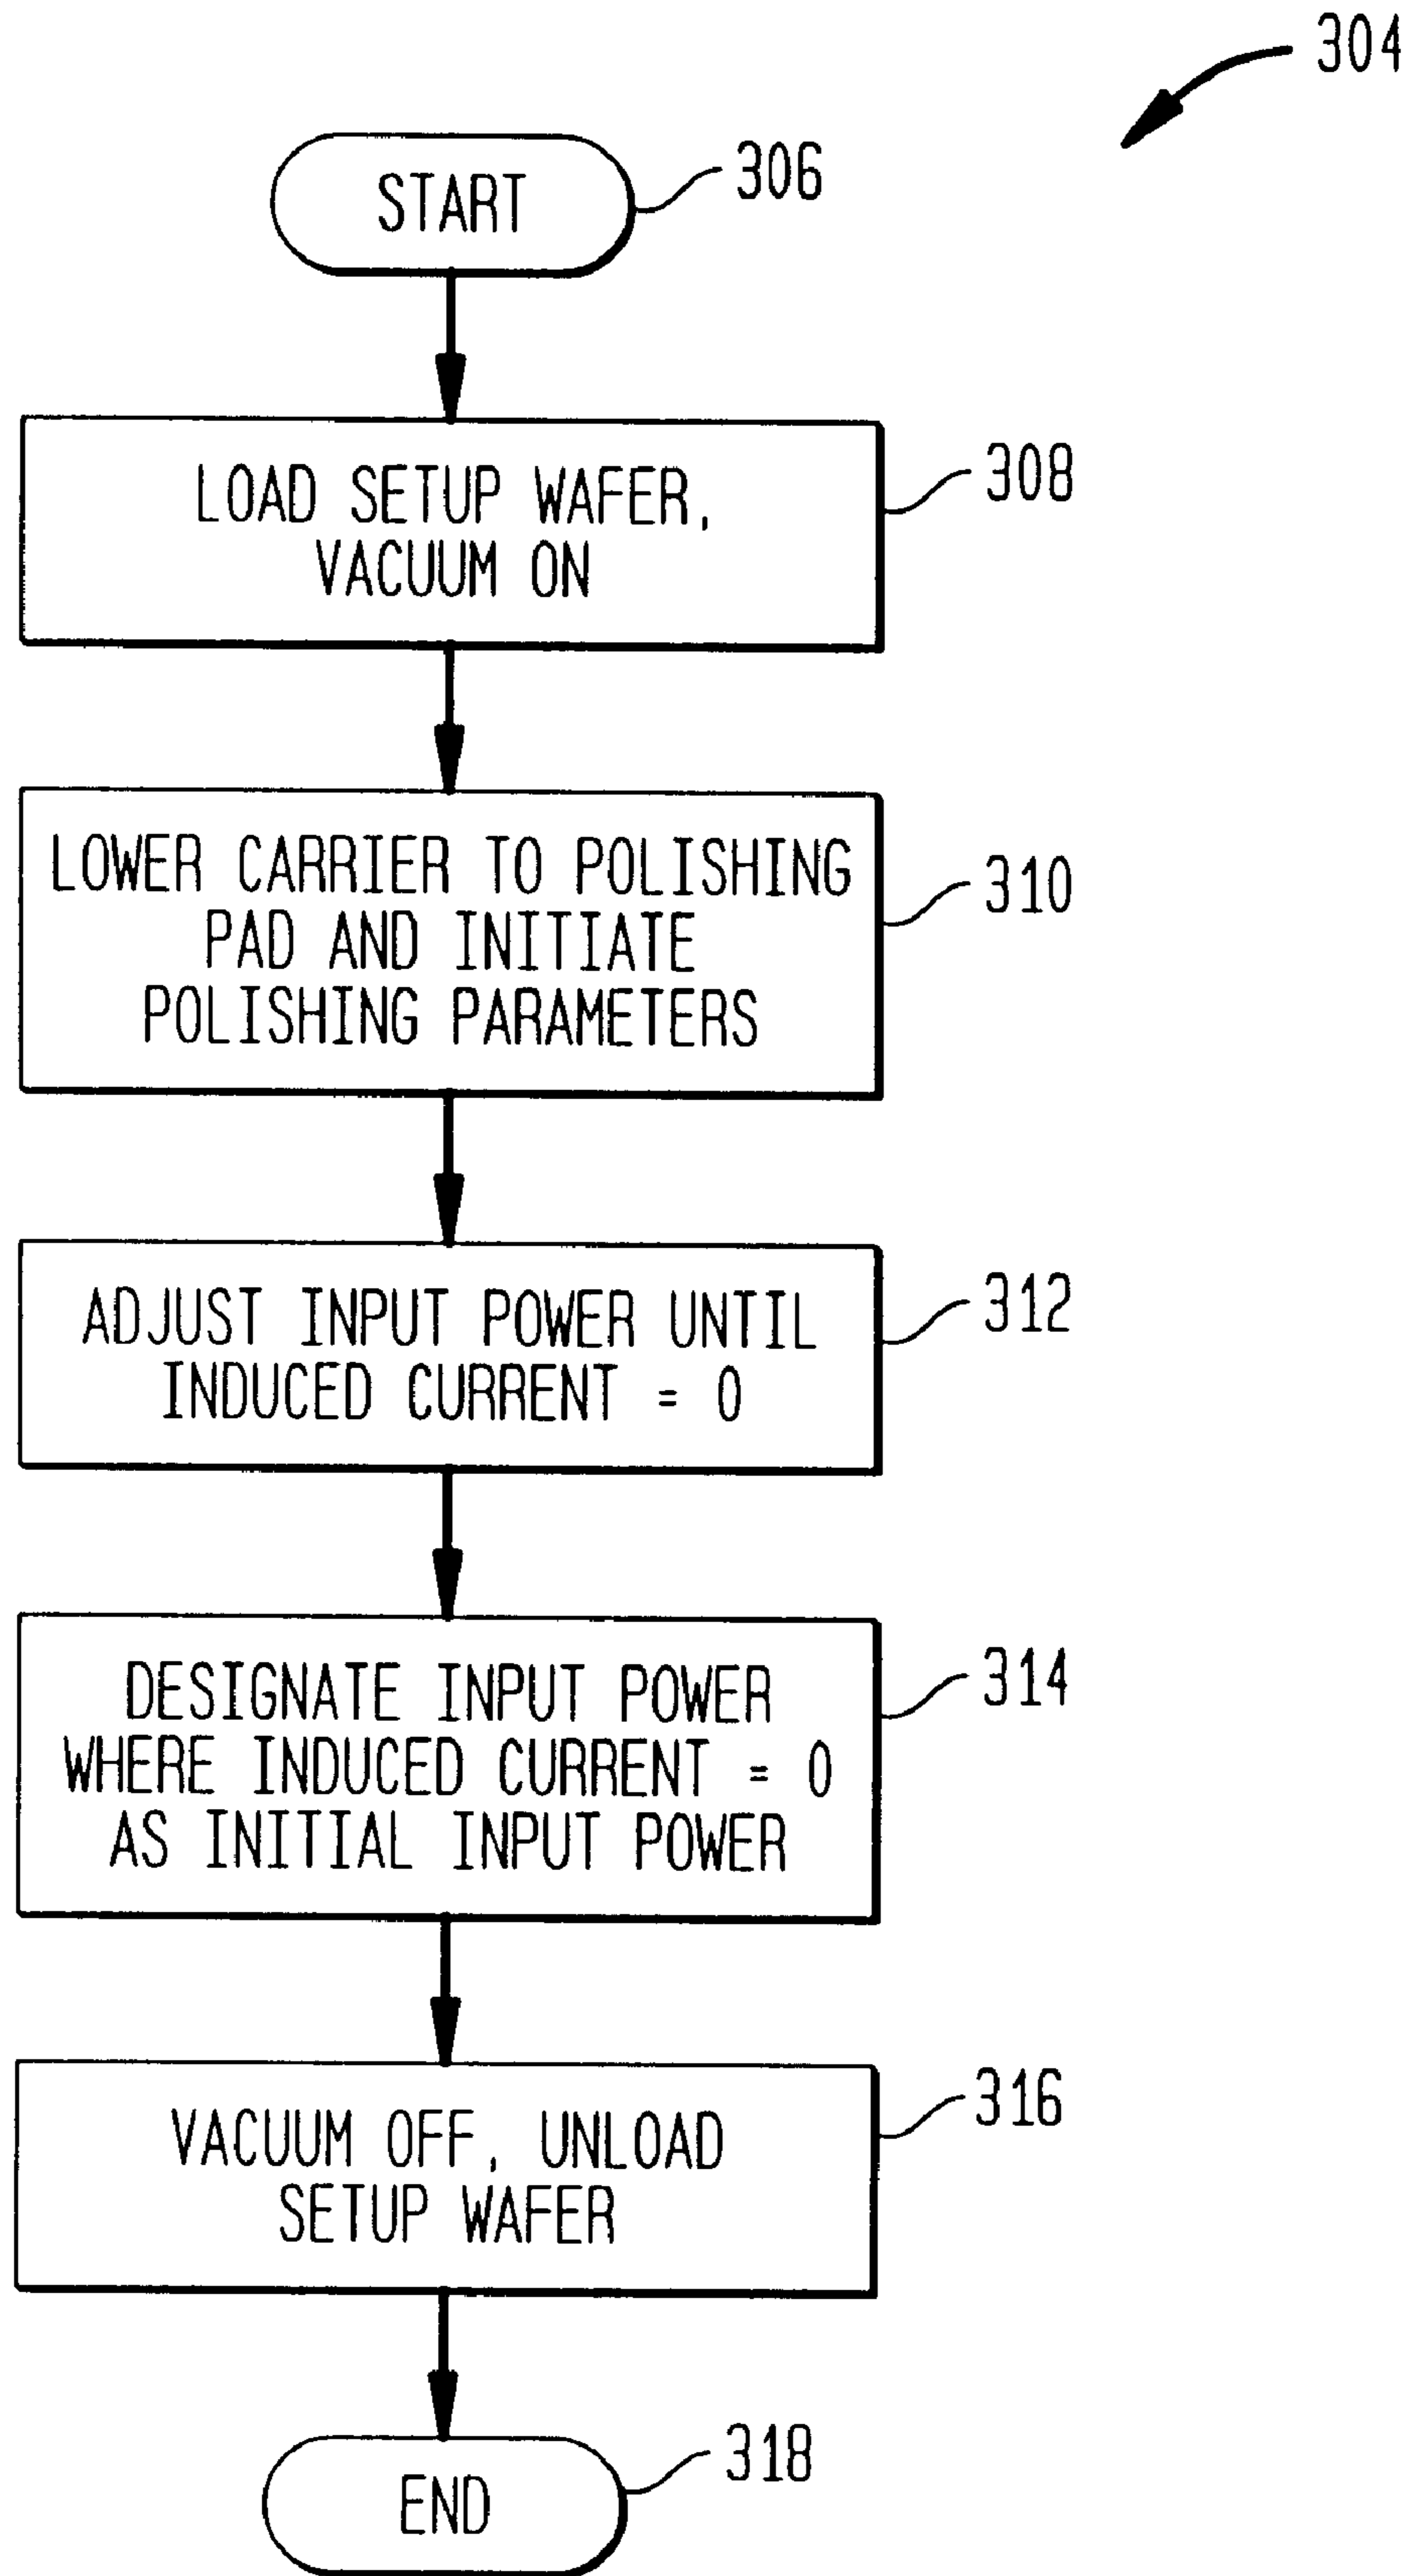 304
START
306
LOAD SETUP WAFER,
VACUUM ON
308
LOWER CARRIER TO POLISHING
PAD AND INITIATE
POLISHING PARAMETERS
310
ADJUST INPUT POWER UNTIL
INDUCED CURRENT = 0
312
DESIGNATE INPUT POWER
WHERE INDUCED CURRENT = 0
AS INITIAL INPUT POWER
314
VACUUM OFF, UNLOAD
SETUP WAFER
316
END
318